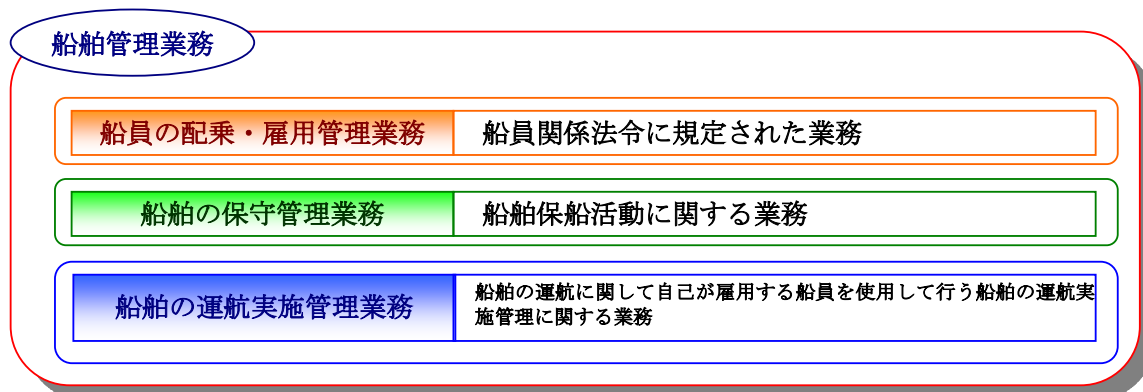 船舶管理業務
船員の配乗・雇用管理業務
船員関係法令に規定された業務
船舶の保守管理業務
船舶保船活動に関する業務
船舶の運航実施管理業務
船舶の運航に関して自己が雇用する船員を使用して行う船舶の運航実
施管理に関する業務